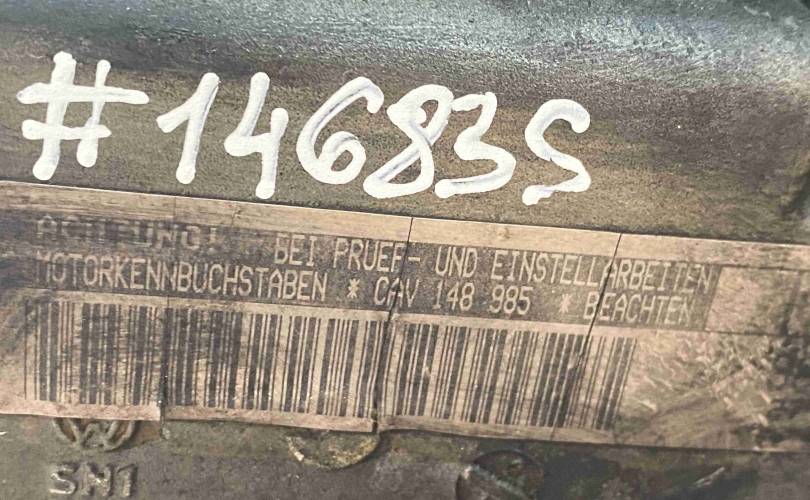 #14683S
ACHTUNG! BEI PRUEF- UND EINSTELLARBEITEN
MOTORKENNBUCHSTABEN * CAV 148 985 * BEACHTEN
SN1